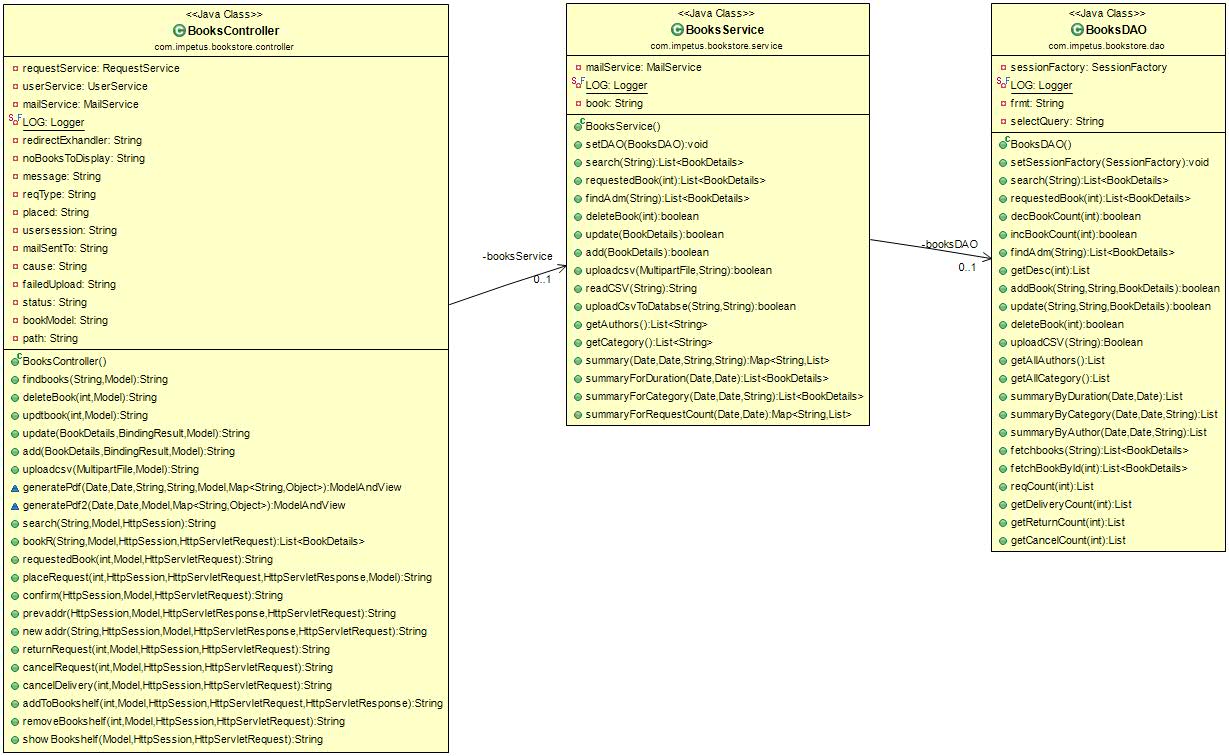 <<Java Class>>
BooksController
com.impetus.bookstore.controller
requestService: RequestService
userService: UserService
mailService: MailService
LOG: Logger
redirectExhandler: String
noBooksToDisplay: String
message: String
reqType: String
placed: String
usersession: String
mailSentTo: String
cause: String
failedUpload: String
status: String
bookModel: String
path: String
BooksController()
findbooks(String,Model):String
deleteBook(int,Model):String
updtbook(int,Model):String
update(BookDetails,BindingResult,Model):String
add(BookDetails,BindingResult,Model):String
uploadcsv(MultipartFile,Model):String
generatePdf(Date,Date,String,String,Model,Map<String,Object>):ModelAndView
generatePdf2(Date,Date,Model,Map<String,Object>):ModelAndView
search(String,Model,HttpSession):String
bookR(String,Model,HttpSession,HttpServletRequest):List<BookDetails>
requestedBook(int,Model,HttpServletRequest):String
placeRequest(int,HttpSession,HttpServletRequest,HttpServletResponse,Model):String
confirm(HttpSession,Model,HttpServletRequest):String
prevaddr(HttpSession,Model,HttpServletResponse,HttpServletRequest):String
newaddr(String,HttpSession,Model,HttpServletResponse,HttpServletRequest):String
returnRequest(int,Model,HttpSession,HttpServletRequest):String
cancelRequest(int,Model,HttpSession,HttpServletRequest):String
cancelDelivery(int,Model,HttpSession,HttpServletRequest):String
addToBookshelf(int,Model,HttpSession,HttpServletRequest,HttpServletResponse):String
removeBookshelf(int,Model,HttpSession,HttpServletRequest):String
showBookshelf(Model,HttpSession,HttpServletRequest):String
-booksService
0..1
<<Java Class>>
BooksService
com.impetus.bookstore.service
mailService: MailService
LOG: Logger
book: String
BooksService()
setDAO(BooksDAO):void
search(String):List<BookDetails>
requestedBook(int):List<BookDetails>
findAdm(String):List<BookDetails>
deleteBook(int):boolean
update(BookDetails):boolean
add(BookDetails):boolean
uploadcsv(MultipartFile,String):boolean
readCSV(String):String
uploadCsvToDatabse(String,String):boolean
getAuthors():List<String>
getCategory():List<String>
summary(Date,Date,String,String):Map<String,List>
summaryForDuration(Date,Date):List<BookDetails>
summaryForCategory(Date,Date,String):List<BookDetails>
summaryForRequestCount(Date,Date):Map<String,List>
-booksDAO
0..1
<<Java Class>>
BooksDAO
com.impetus.bookstore.dao
sessionFactory: SessionFactory
LOG: Logger
frmt: String
selectQuery: String
BooksDAO()
setSessionFactory(SessionFactory):void
search(String):List<BookDetails>
requestedBook(int):List<BookDetails>
decBookCount(int):boolean
incBookCount(int):boolean
findAdm(String):List<BookDetails>
getDesc(int):List
addBook(String,String,BookDetails):boolean
update(String,String,BookDetails):boolean
deleteBook(int):boolean
uploadCSV(String):Boolean
getAllAuthors():List
getAllCategory():List
summaryByDuration(Date,Date):List
summaryByCategory(Date,Date,String):List
summaryByAuthor(Date,Date,String):List
fetchbooks(String):List<BookDetails>
fetchBookById(int):List<BookDetails>
reqCount(int):List
getDeliveryCount(int):List
getReturnCount(int):List
getCancelCount(int):List